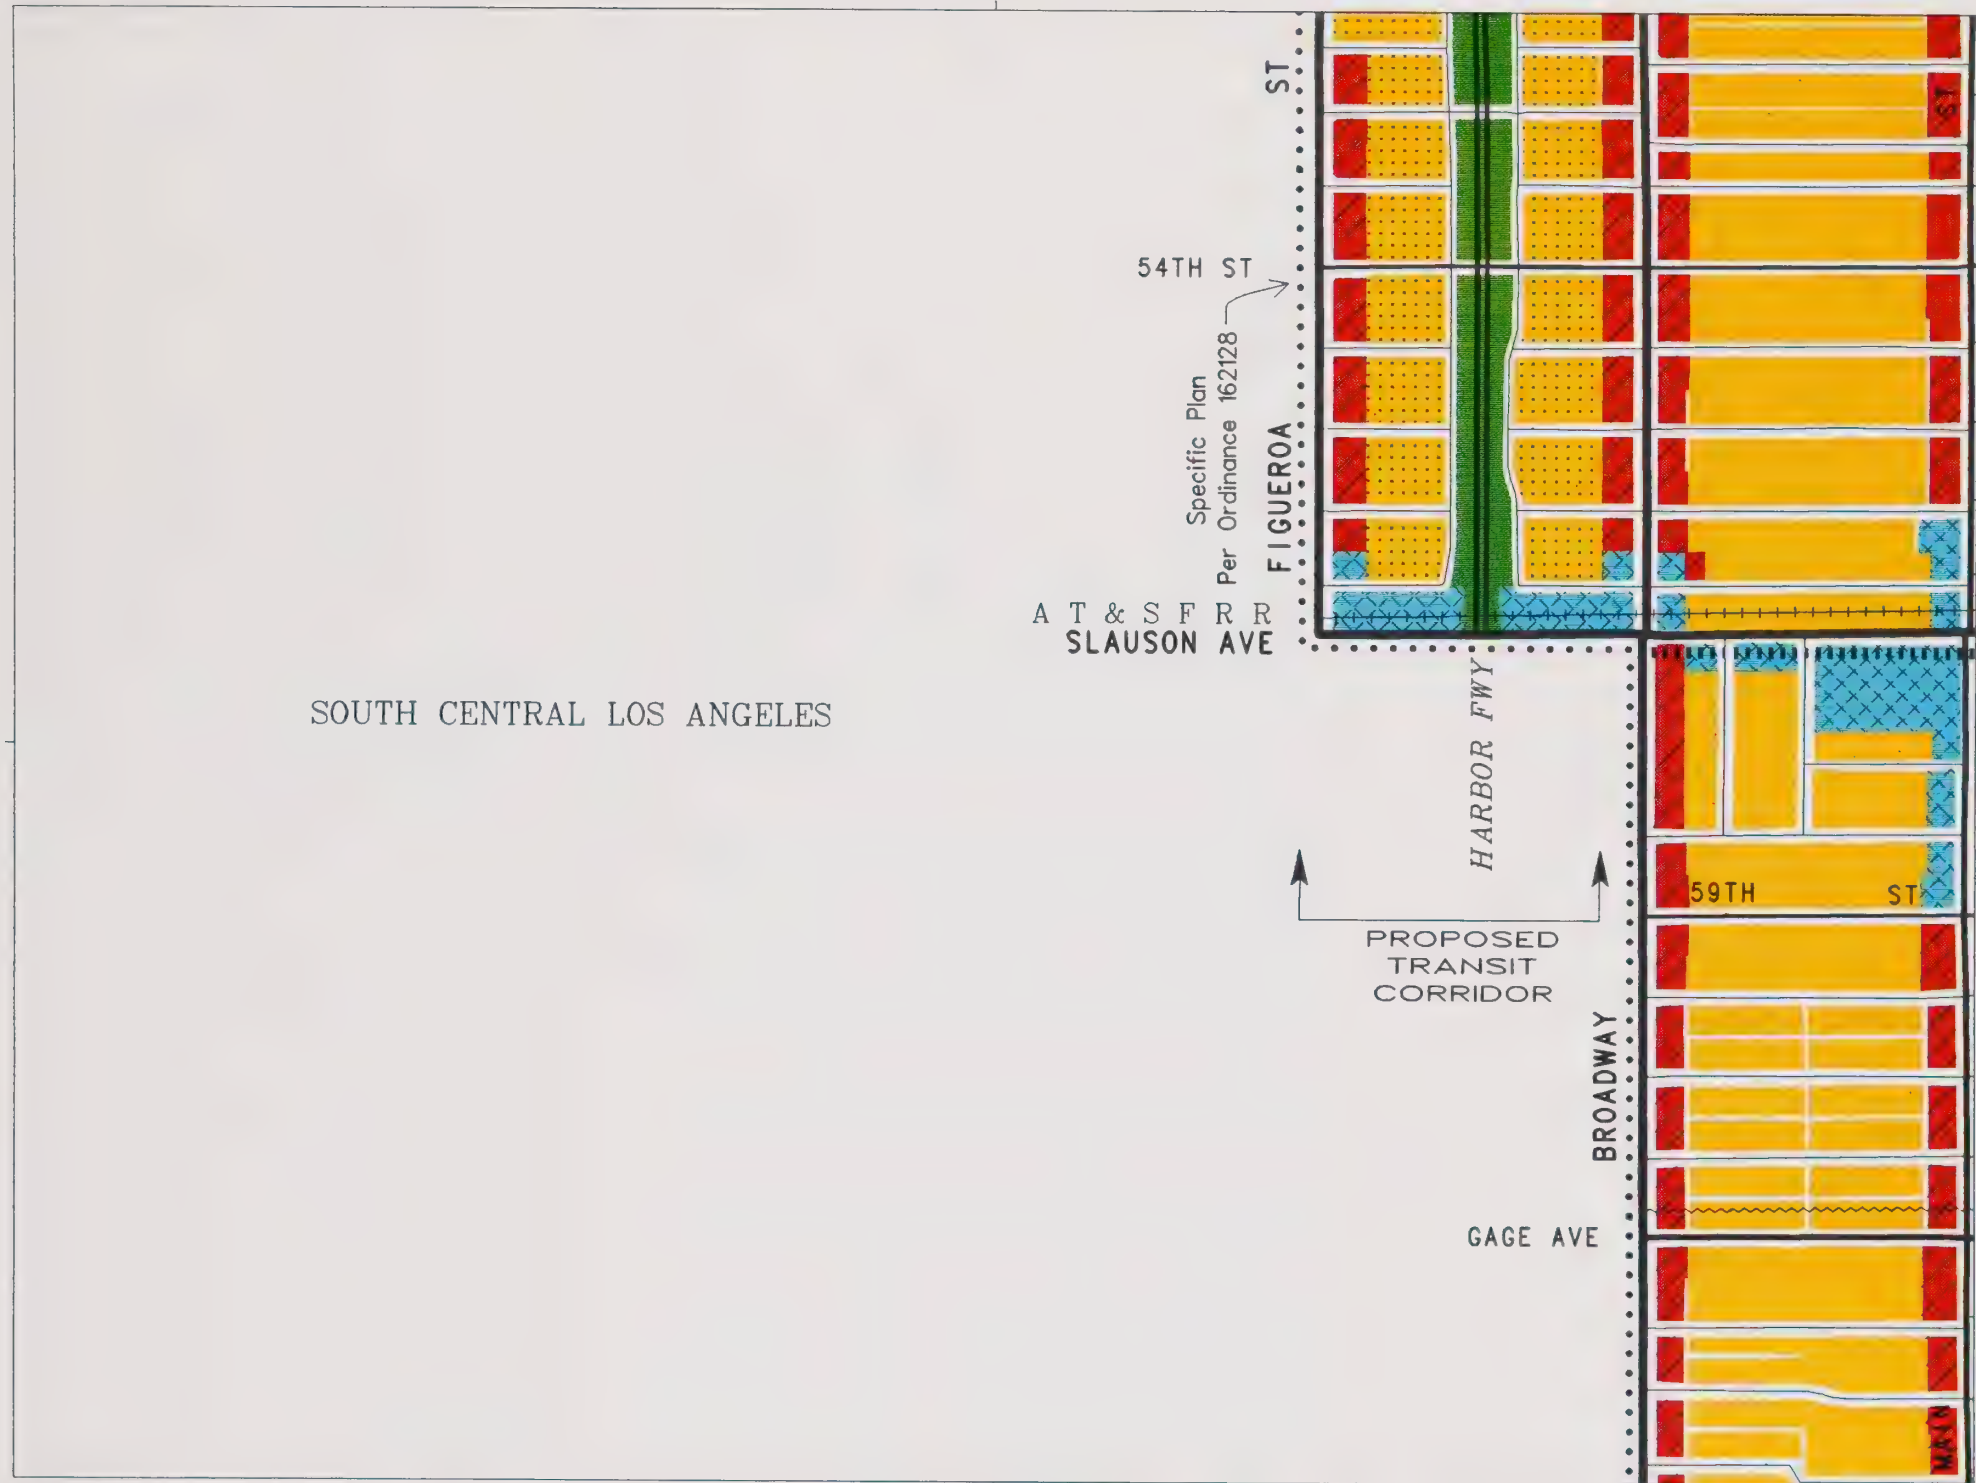 ST
ST
54TH ST
Specific Plan
Per Ordinance 162128
FIGUEROA
A T & S F R R
SLAUSON AVE
SOUTH CENTRAL LOS ANGELES
HARBOR FWY
59TH ST
PROPOSED
TRANSIT
CORRIDOR
BROADWAY
GAGE AVE
MAIN